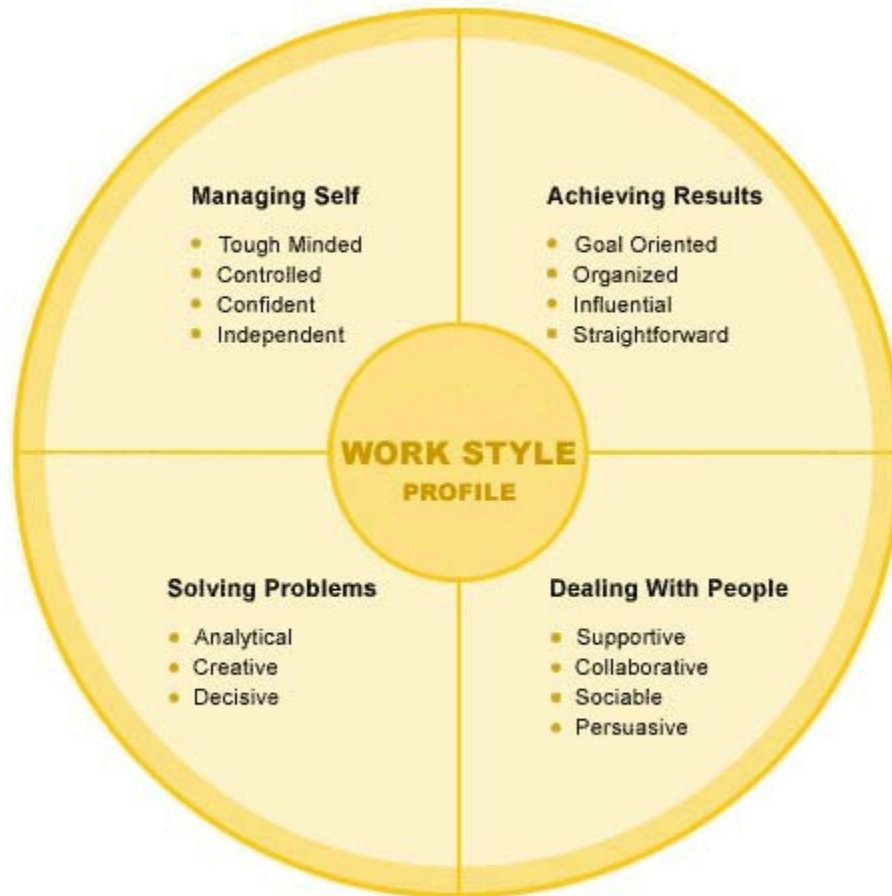 Managing Self
Tough Minded
Controlled
Confident
Independent
Achieving Results
Goal Oriented
Organized
Influential
Straightforward
WORK STYLE
PROFILE
Solving Problems
Analytical
Creative
Decisive
Dealing With People
Supportive
Collaborative
Sociable
Persuasive